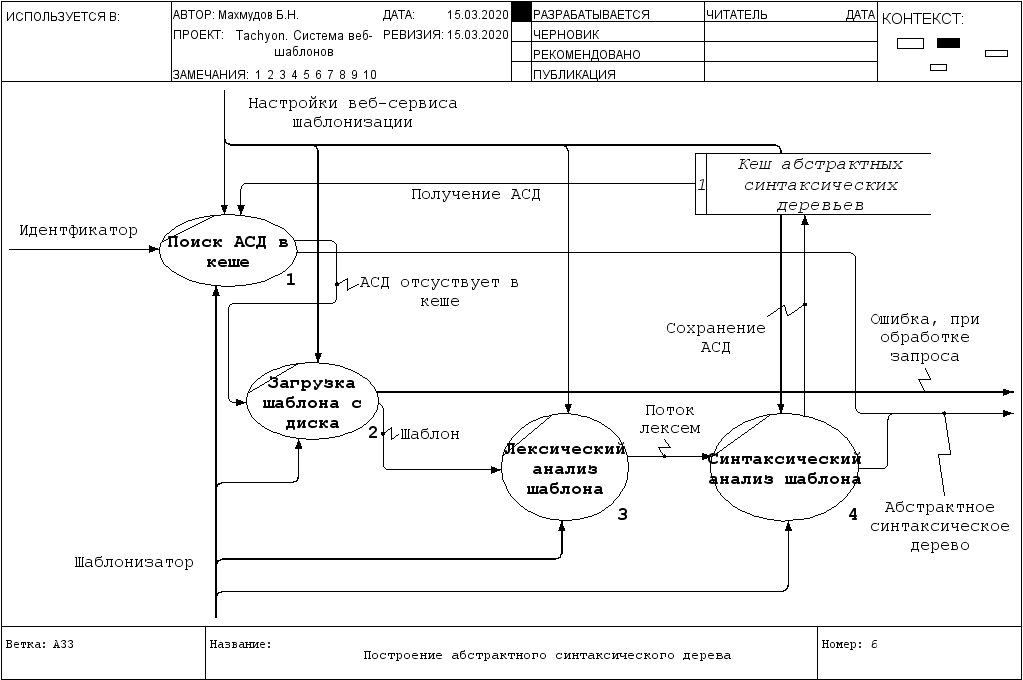 ИСПОЛЬЗУЕТСЯ В:
АВТОР: Махмудов Б.Н.
ДАТА: 15.03.2020
ПРОЕКТ: Tachyon. Система веб-
шаблонов
РЕВИЗИЯ: 15.03.2020
ЗАМЕЧАНИЯ: 1 2 3 4 5 6 7 8 9 10
РАЗРАБАТЫВАЕТСЯ
ЧЕРНОВИК
РЕКОМЕНДОВАНО
ПУБЛИКАЦИЯ
ЧИТАТЕЛЬ
ДАТА
КОНТЕКСТ:
Настройки веб-сервиса
шаблонизации
1
Кеш абстрактных
синтаксических
деревьев
Получение АСД
Идентфикатор
Поиск АСД в
кеше
1
АСД отсуствует в
кеше
Сохранение
АСД
Ошибка, при
обработке
запроса
Загрузка
шаблона с
диска
2
Шаблон
Поток
лексем
Лексический
анализ
шаблона
3
Синтаксический
анализ шаблона
4
Абстрактное
синтаксическое
дерево
Шаблонизатор
Ветка: A33
Название:
Построение абстрактного синтаксического дерева
Номер: 6